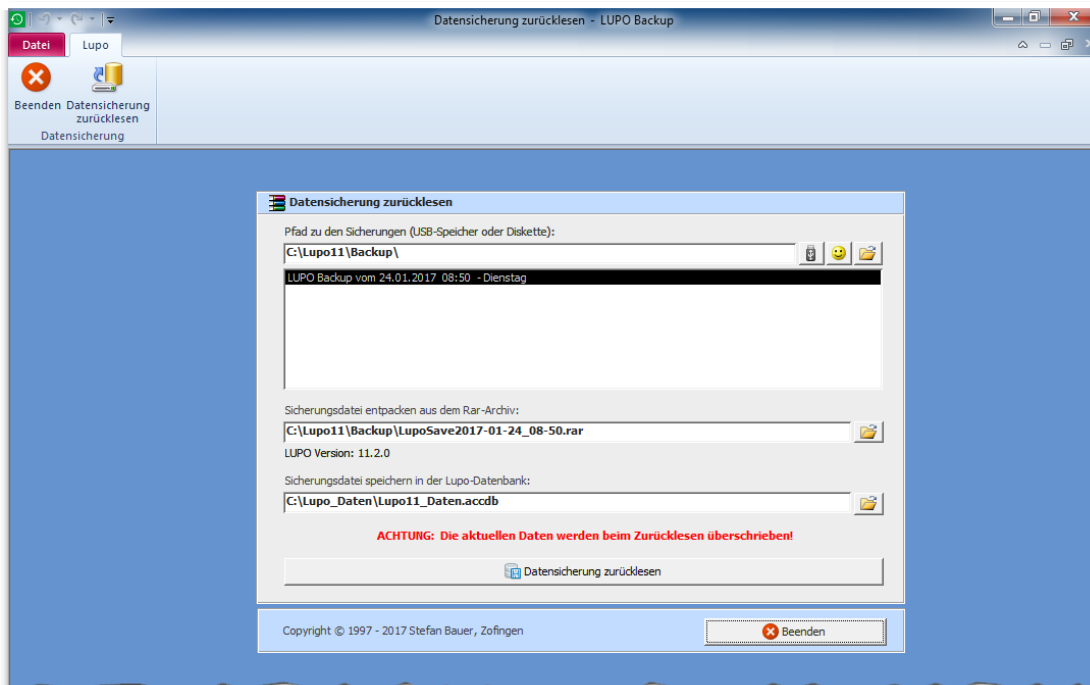 Datensicherung zurücklesen - LUPO Backup
Datei Lupo
Beenden Datensicherung zurücklesen
Datensicherung
Datensicherung zurücklesen
Pfad zu den Sicherungen (USB-Speicher oder Diskette):
C:\Lupo11\Backup\
LUPO Backup vom 24.01.2017 08:50 - Dienstag
Sicherungsdatei entpacken aus dem Rar-Archiv:
C:\Lupo11\Backup\LupoSave2017-01-24_08-50.rar
LUPO Version: 11.2.0
Sicherungsdatei speichern in der Lupo-Datenbank:
C:\Lupo_Daten\Lupo11_Daten.accdb
ACHTUNG: Die aktuellen Daten werden beim Zurücklesen überschrieben!
Datensicherung zurücklesen
Copyright © 1997 - 2017 Stefan Bauer, Zofingen
Beenden